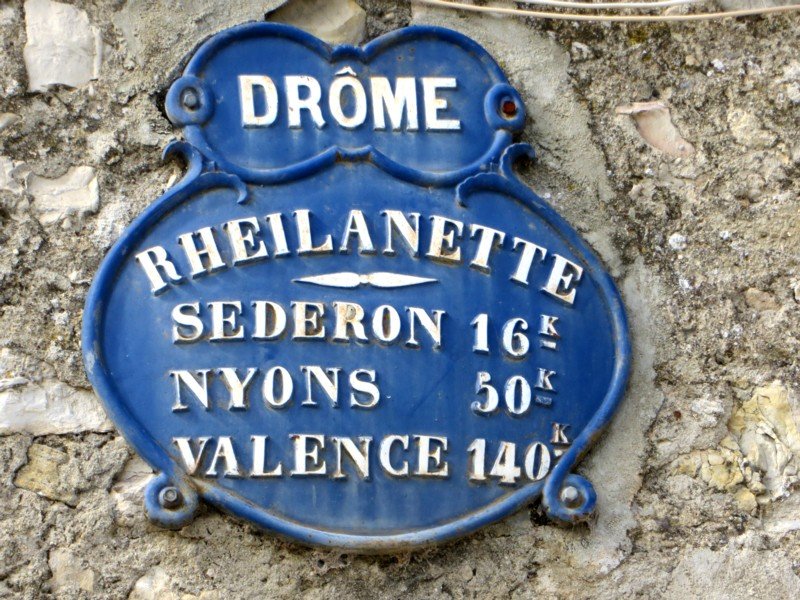 DRÔME
RHEILANETTE
SEDERON 16K
NYONS 50K
VALENCE 140K